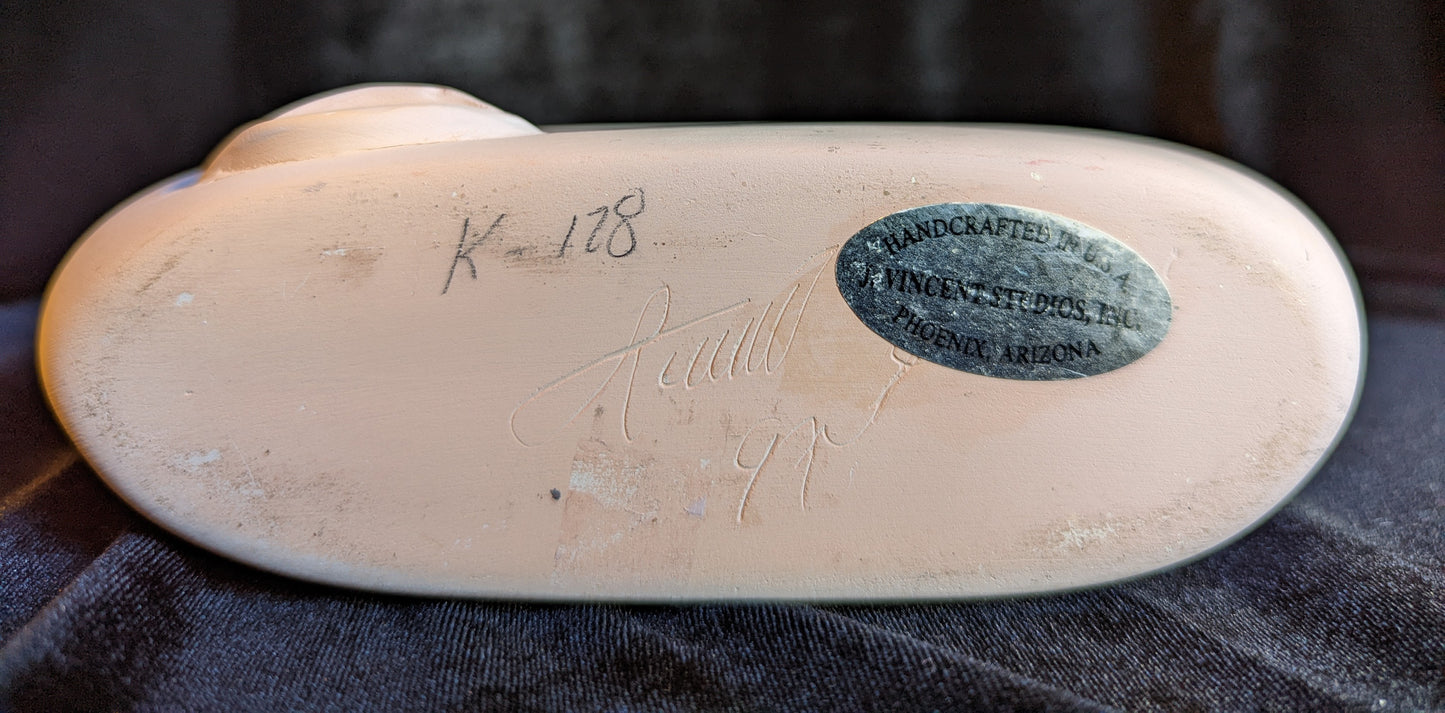 K-128
HANDCRAFTED IN U.S.A
J. VINCENT STUDIOS, INC.
PHOENIX, ARIZONA